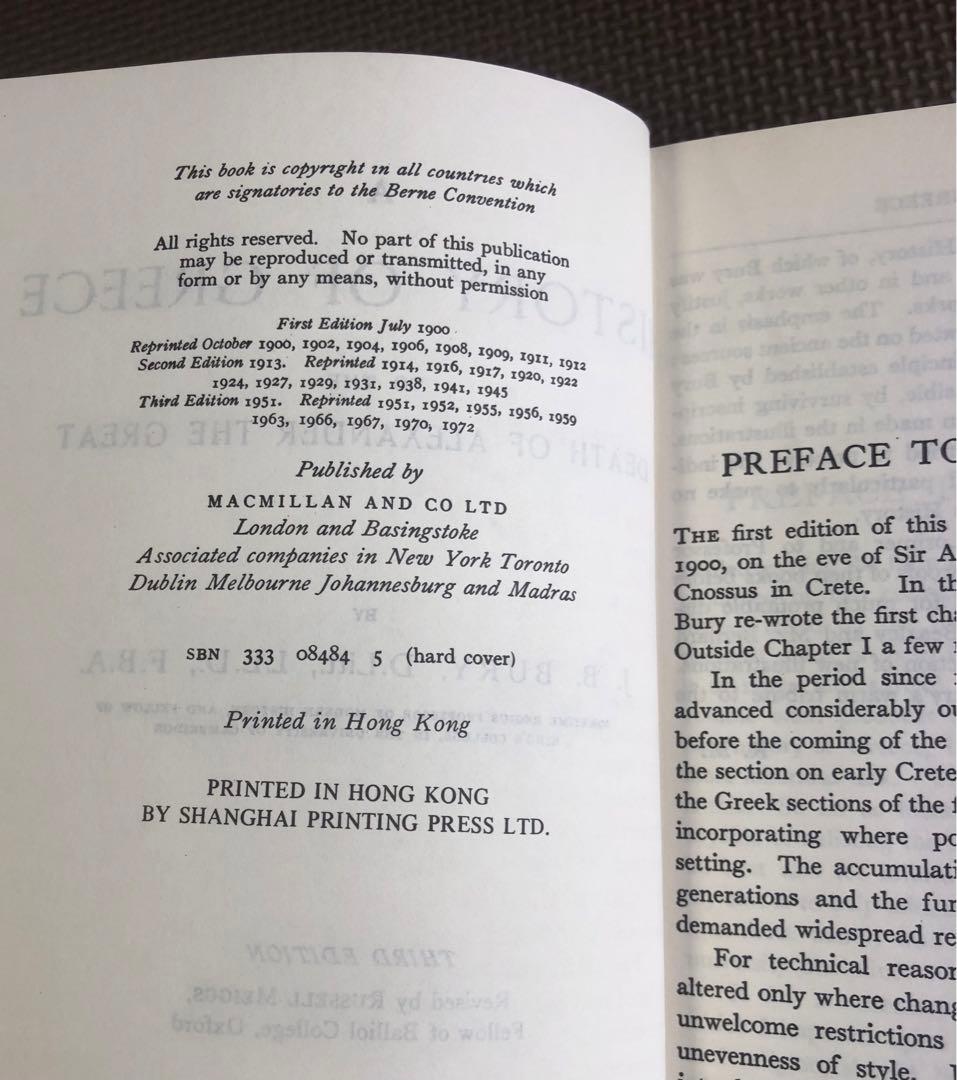 This book is copyright in all countries which
are signatories to the Berne Convention
All rights reserved. No part of this publication
may be reproduced or transmitted, in any
form or by any means, without permission
First Edition July 1900
Reprinted October 1900, 1902, 1904, 1906, 1908, 1909, 1911, 1912
Second Edition 1913. Reprinted 1914, 1916, 1917, 1920, 1922
1924, 1927, 1929, 1931, 1938, 1941, 1945
Third Edition 1951. Reprinted 1951, 1952, 1955, 1956, 1959
1963, 1966, 1967, 1970, 1972
Published by
MACMILLAN AND CO LTD
London and Basingstoke
Associated companies in New York Toronto
Dublin Melbourne Johannesburg and Madras
SBN 333 08484 5 (hard cover)
Printed in Hong Kong
PRINTED IN HONG KONG
BY SHANGHAI PRINTING PRESS LTD.
PREFACE TO
THE first edition of this
1900, on the eve of Sir A
Cnossus in Crete. In th
Bury re-wrote the first cha
Outside Chapter I a few
In the period since
advanced considerably ou
before the coming of the
the section on early Crete
the Greek sections of the f
incorporating where po
setting. The accumulati
generations and the fur
demanded widespread re
For technical reason
altered only where chang
unwelcome restrictions
unevenness of style.